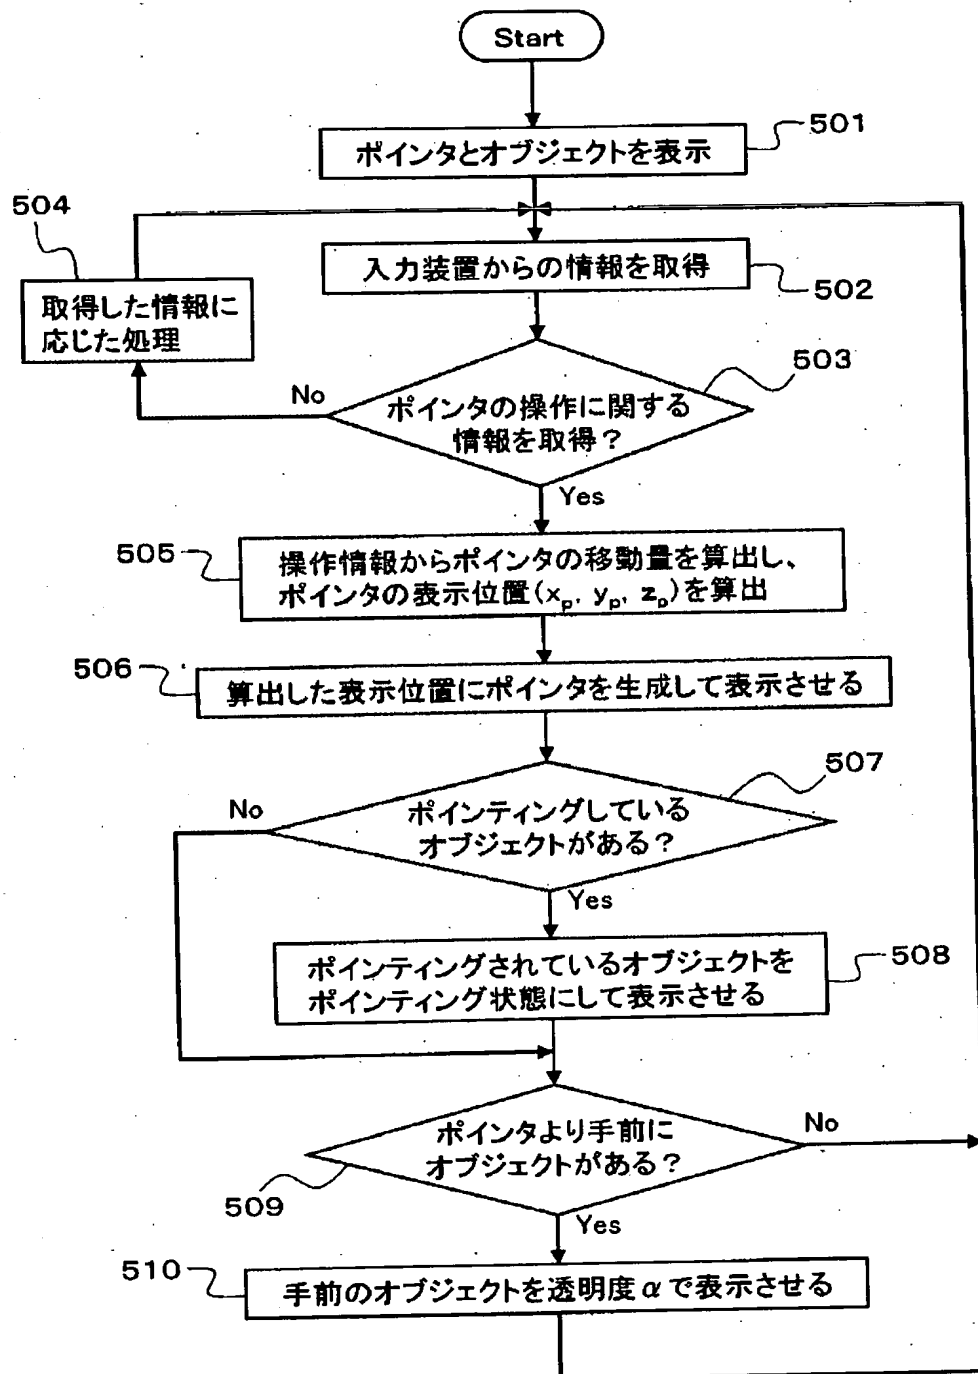 Start
501
ポインタとオブジェクトを表示
504
入力装置からの情報を取得
502
取得した情報に
応じた処理
503
No
ポインタの操作に関する
情報を取得?
Yes
505
操作情報からポインタの移動量を算出し、
ポインタの表示位置(xp, yp, zp)を算出
506
算出した表示位置にポインタを生成して表示させる
507
No
ポインティングしている
オブジェクトがある?
Yes
508
ポインティングされているオブジェクトを
ポインティング状態にして表示させる
ポインタより手前に
オブジェクトがある?
No
509
Yes
510
手前のオブジェクトを透明度αで表示させる